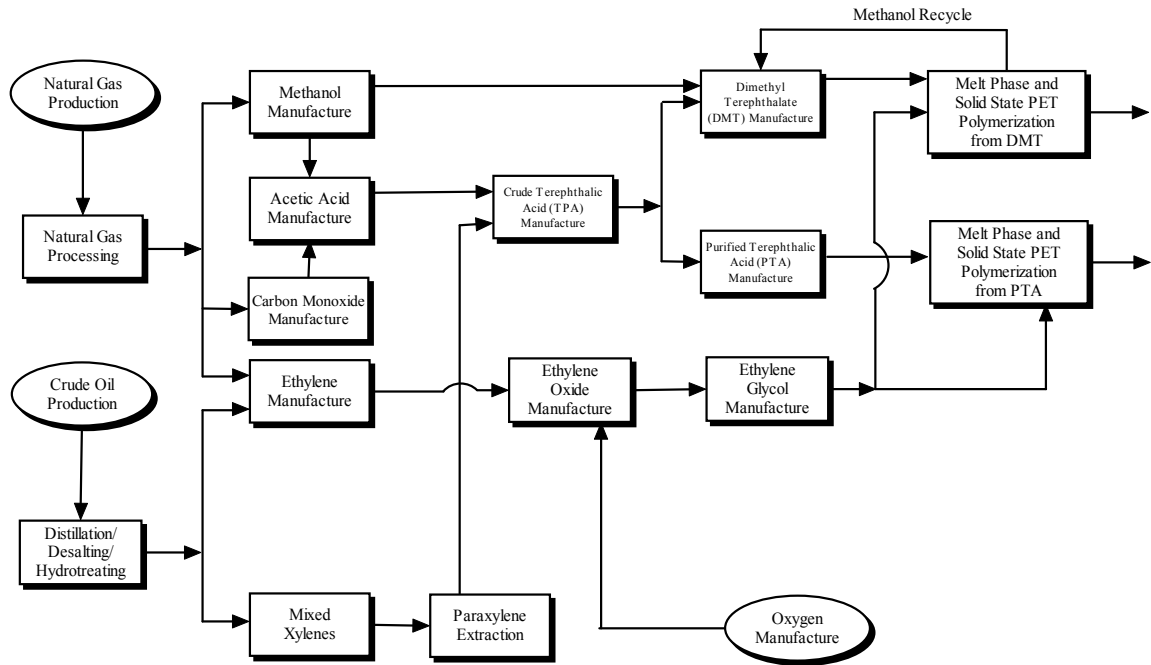 Methanol Recycle
Natural Gas
Production
Methanol
Manufacture
Dimethyl
Terephthalate
(DMT) Manufacture
Melt Phase and
Solid State PET
Polymerization
from DMT
Acetic Acid
Manufacture
Crude Terephthalic
Acid (TPA)
Manufacture
Natural Gas
Processing
Purified Terephthalic
Acid (PTA)
Manufacture
Melt Phase and
Solid State PET
Polymerization
from PTA
Carbon Monoxide
Manufacture
Crude Oil
Production
Ethylene
Manufacture
Ethylene
Oxide
Manufacture
Ethylene
Glycol
Manufacture
Distillation/
Desalting/
Hydrotreating
Mixed
Xylenes
Paraxylene
Extraction
Oxygen
Manufacture